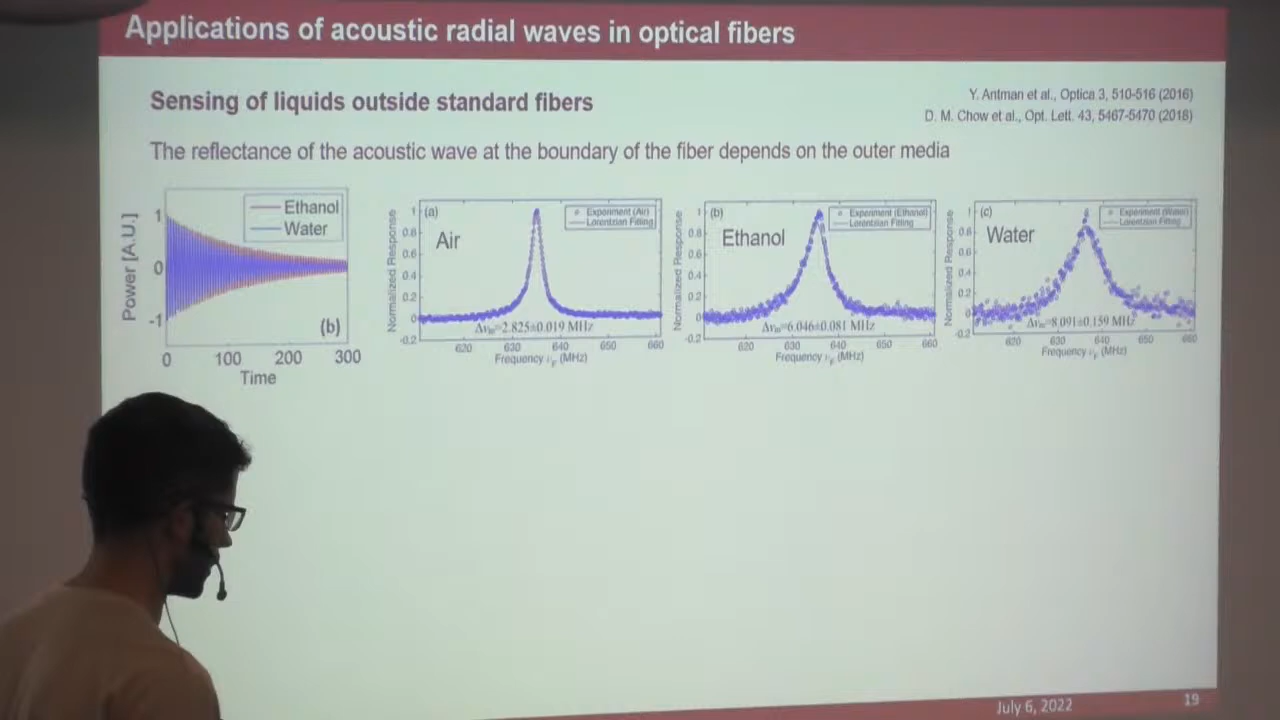 Applications of acoustic radial waves in optical fibers
Sensing of liquids outside standard fibers
Y. Antman et al., Optica 3, 510-516 (2016)
D. M. Chow et al., Opt. Lett. 43, 5467-5470 (2018)
The reflectance of the acoustic wave at the boundary of the fiber depends on the outer media
Power [A.U.]
1
0
-1
Ethanol
Water
(b)
0 100 200 300
Time
Normalized Response
1
0.8
0.6
0.4
0.2
0
-0.2
(a)
Experiment (Air)
Lorentzian Fitting
Air
Δν=2.825±0.019 MHz
620 630 640 650 660
Frequency ν (MHz)
Normalized Response
1
0.8
0.6
0.4
0.2
0
-0.2
(b)
Experiment (Ethanol)
Lorentzian Fitting
Ethanol
Δν=6.046±0.081 MHz
620 630 640 650 660
Frequency ν (MHz)
Normalized Response
1
0.8
0.6
0.4
0.2
0
-0.2
(c)
Experiment (Water)
Lorentzian Fitting
Water
Δν=8.091±0.159 MHz
620 630 640 650 660
Frequency ν (MHz)
July 6, 2022
19